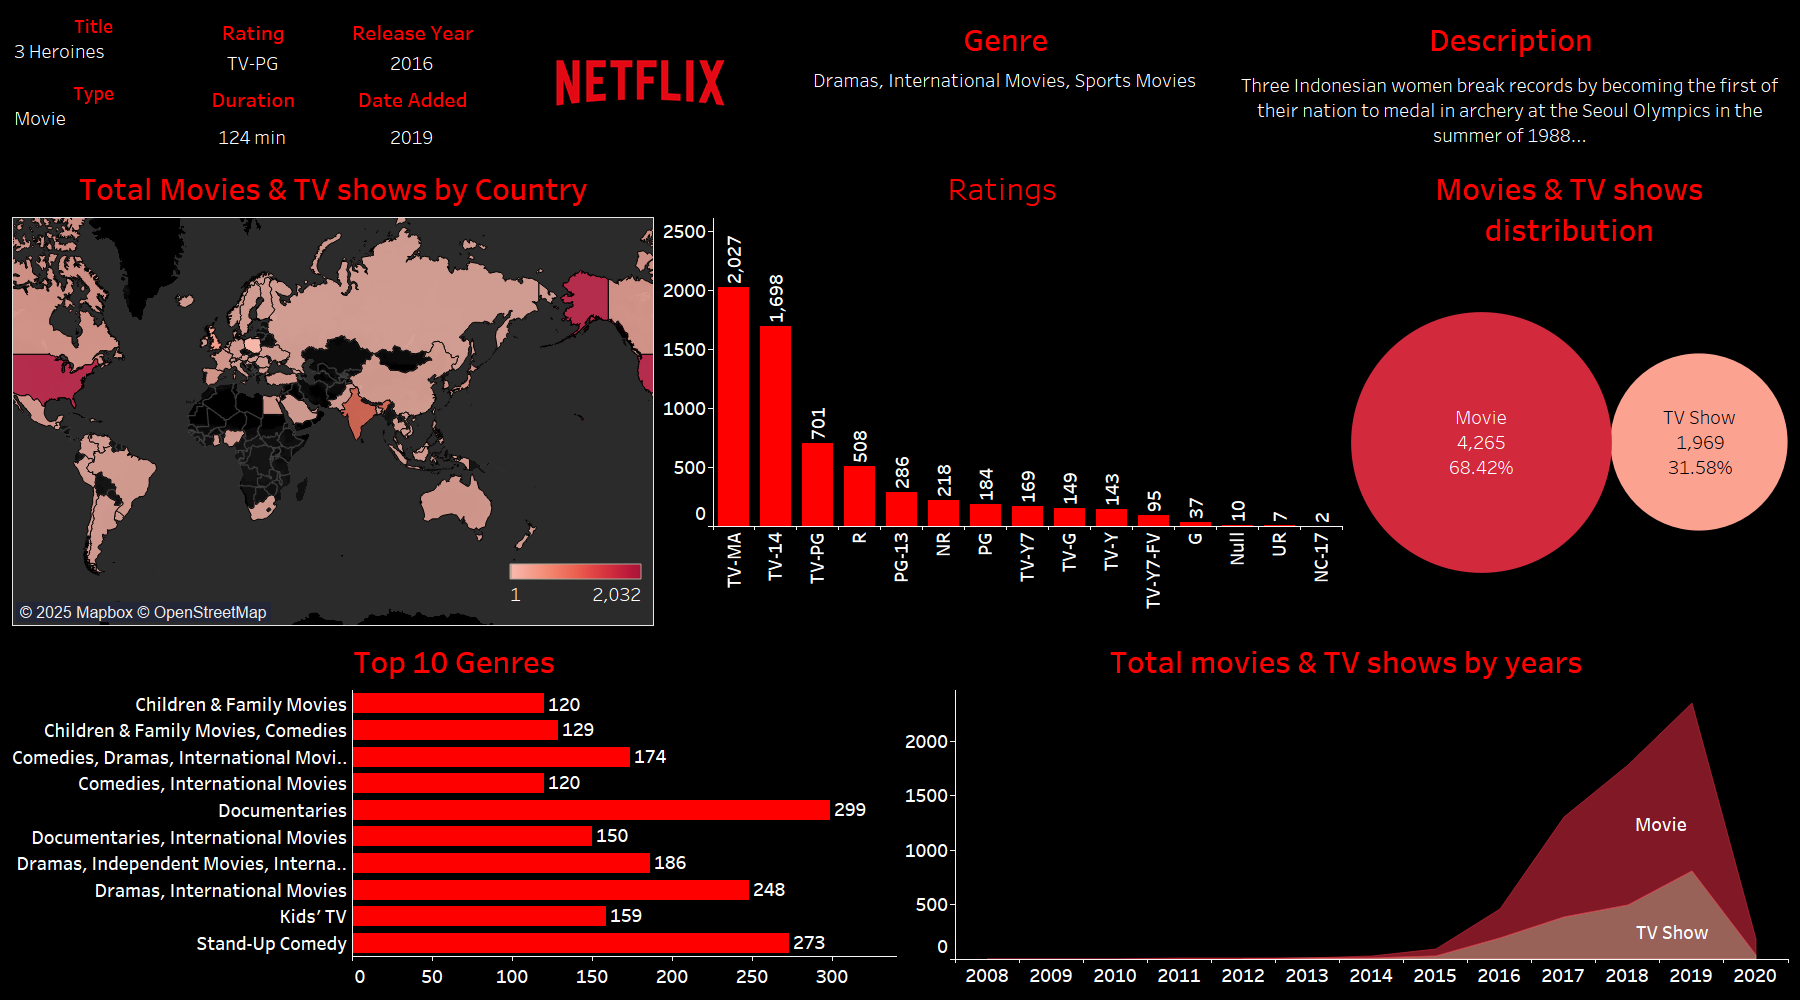 Title
3 Heroines
Type
Movie
Rating
TV-PG
Duration
124 min
Release Year
2016
Date Added
2019
NETFLIX
Genre
Dramas, International Movies, Sports Movies
Description
Three Indonesian women break records by becoming the first of
their nation to medal in archery at the Seoul Olympics in the
summer of 1988...
Total Movies & TV shows by Country
1
2,032
© 2025 Mapbox © OpenStreetMap
Ratings
2500
2000
1500
1000
500
0
2,027
1,698
701
508
286
218
184
169
149
143
95
37
10
7
2
TV-MA
TV-14
TV-PG
R
PG-13
NR
PG
TV-Y7
TV-G
TV-Y
TV-Y7-FV
G
Null
UR
NC-17
Movies & TV shows
distribution
Movie
4,265
68.42%
TV Show
1,969
31.58%
Top 10 Genres
Children & Family Movies
120
Children & Family Movies, Comedies
129
Comedies, Dramas, International Movi..
174
Comedies, International Movies
120
Documentaries
299
Documentaries, International Movies
150
Dramas, Independent Movies, Interna..
186
Dramas, International Movies
248
Kids' TV
159
Stand-Up Comedy
273
0
50
100
150
200
250
300
Total movies & TV shows by years
2000
1500
1000
500
0
Movie
TV Show
2008
2009
2010
2011
2012
2013
2014
2015
2016
2017
2018
2019
2020